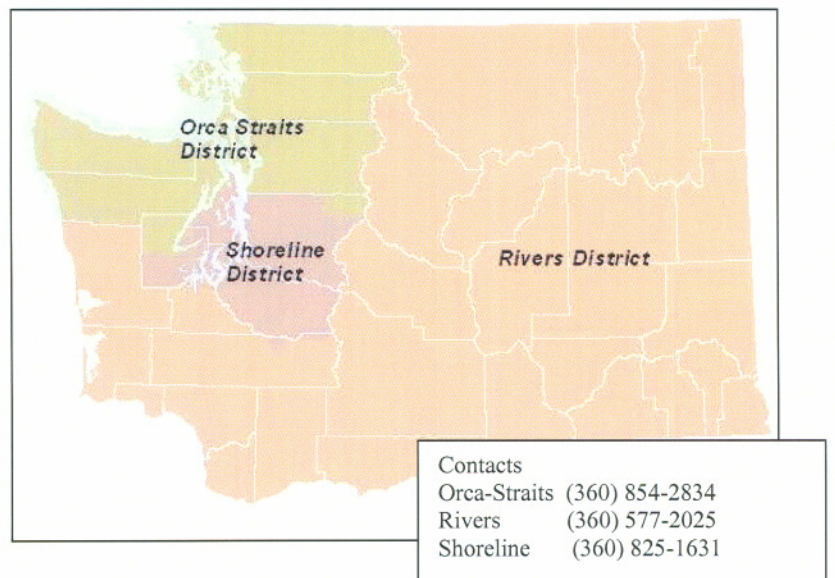 Orca Straits
District
Shoreline
District
Rivers District
Contacts
Orca-Straits (360) 854-2834
Rivers (360) 577-2025
Shoreline (360) 825-1631